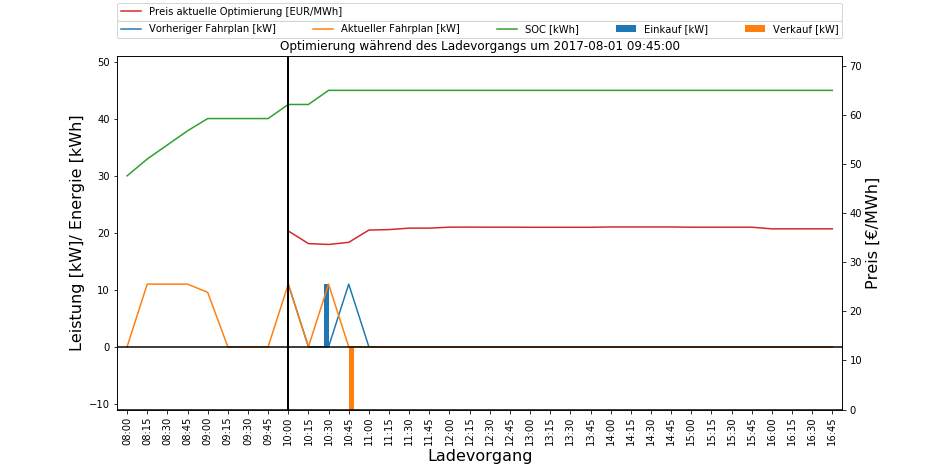 Preis aktuelle Optimierung [EUR/MWh]
Vorheriger Fahrplan [kW] Aktueller Fahrplan [kW] SOC [kWh] Einkauf [kW] Verkauf [kW]
Optimierung während des Ladevorgangs um 2017-08-01 09:45:00
Leistung [kW]/ Energie [kWh]
50
40
30
20
10
0
−10
Preis [€/MWh]
70
60
50
40
30
20
10
0
08:00 08:15 08:30 08:45 09:00 09:15 09:30 09:45 10:00 10:15 10:30 10:45 11:00 11:15 11:30 11:45 12:00 12:15 12:30 12:45 13:00 13:15 13:30 13:45 14:00 14:15 14:30 14:45 15:00 15:15 15:30 15:45 16:00 16:15 16:30 16:45
Ladevorgang